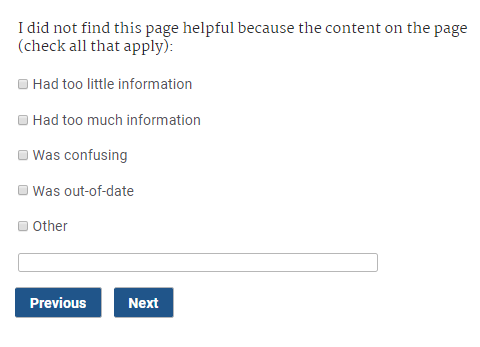 I did not find this page helpful because the content on the page
(check all that apply):
Had too little information
Had too much information
Was confusing
Was out-of-date
Other
Previous Next